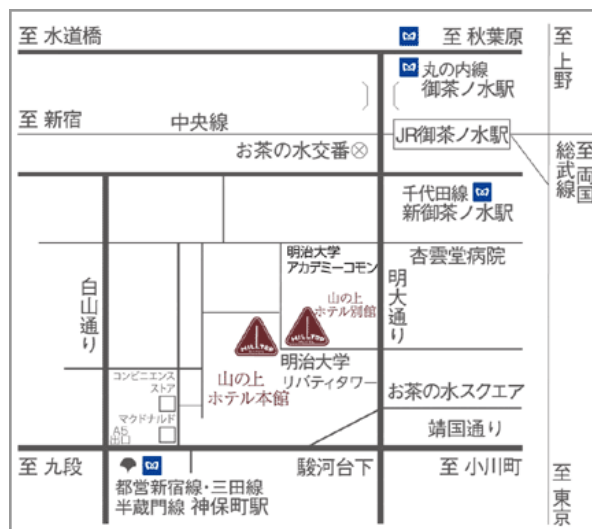 至 水道橋
至 秋葉原
至 上野
丸の内線
御茶ノ水駅
至 新宿
中央線
JR御茶ノ水駅
お茶の水交番
総武線
至 両国
千代田線
新御茶ノ水駅
明治大学
アカデミーコモン
杏雲堂病院
白山通り
明大通り
山の上
ホテル別館
HILLTOP
HILLTOP
明治大学
リバティタワー
山の上
ホテル本館
コンビニエンス
ストア
お茶の水スクエア
マクドナルド
A5
出口
靖国通り
至 九段
駿河台下
至 小川町
至 東京
都営新宿線・三田線
半蔵門線 神保町駅